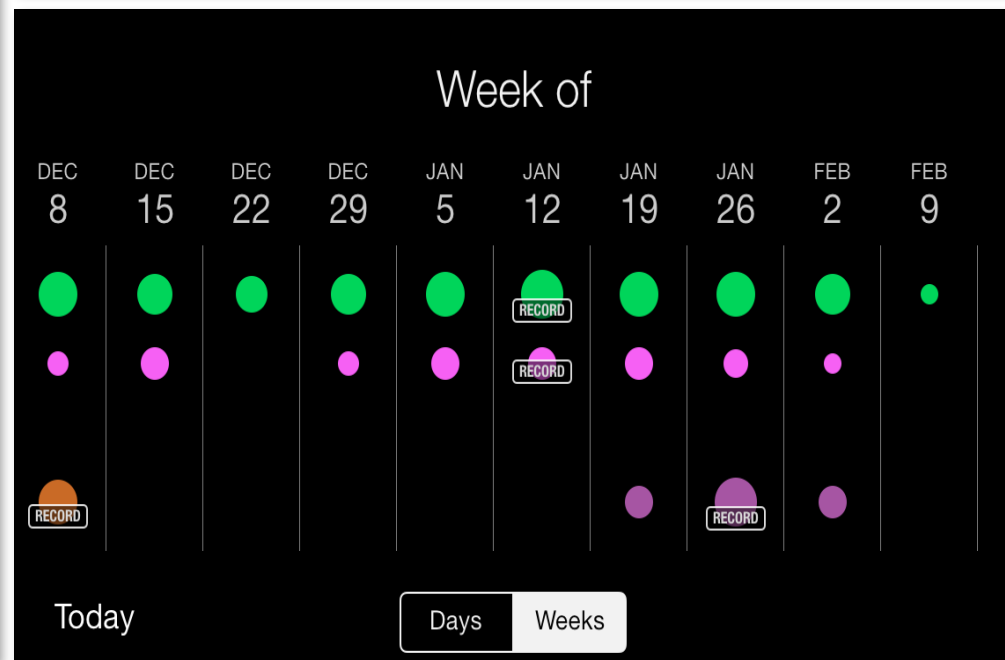 Week of
DEC DEC DEC DEC JAN JAN JAN JAN FEB FEB
8 15 22 29 5 12 19 26 2 9
RECORD
RECORD
RECORD RECORD
Today Days Weeks